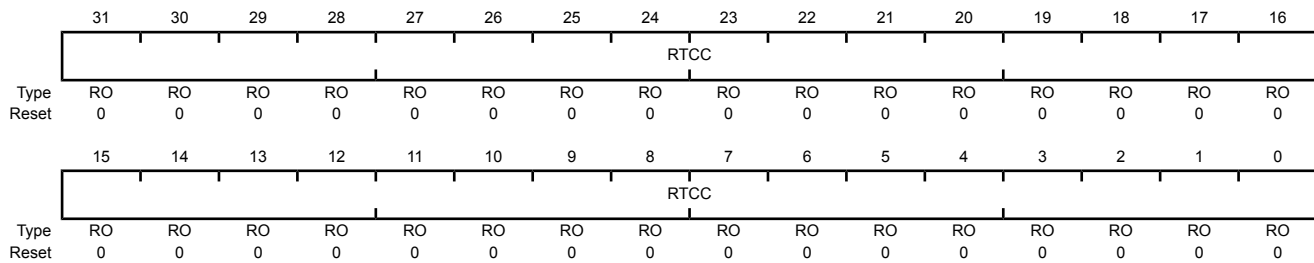 31 30 29 28 27 26 25 24 23 22 21 20 19 18 17 16
RTCC
Type RO RO RO RO RO RO RO RO RO RO RO RO RO RO RO RO
Reset 0 0 0 0 0 0 0 0 0 0 0 0 0 0 0 0
15 14 13 12 11 10 9 8 7 6 5 4 3 2 1 0
RTCC
Type RO RO RO RO RO RO RO RO RO RO RO RO RO RO RO RO
Reset 0 0 0 0 0 0 0 0 0 0 0 0 0 0 0 0